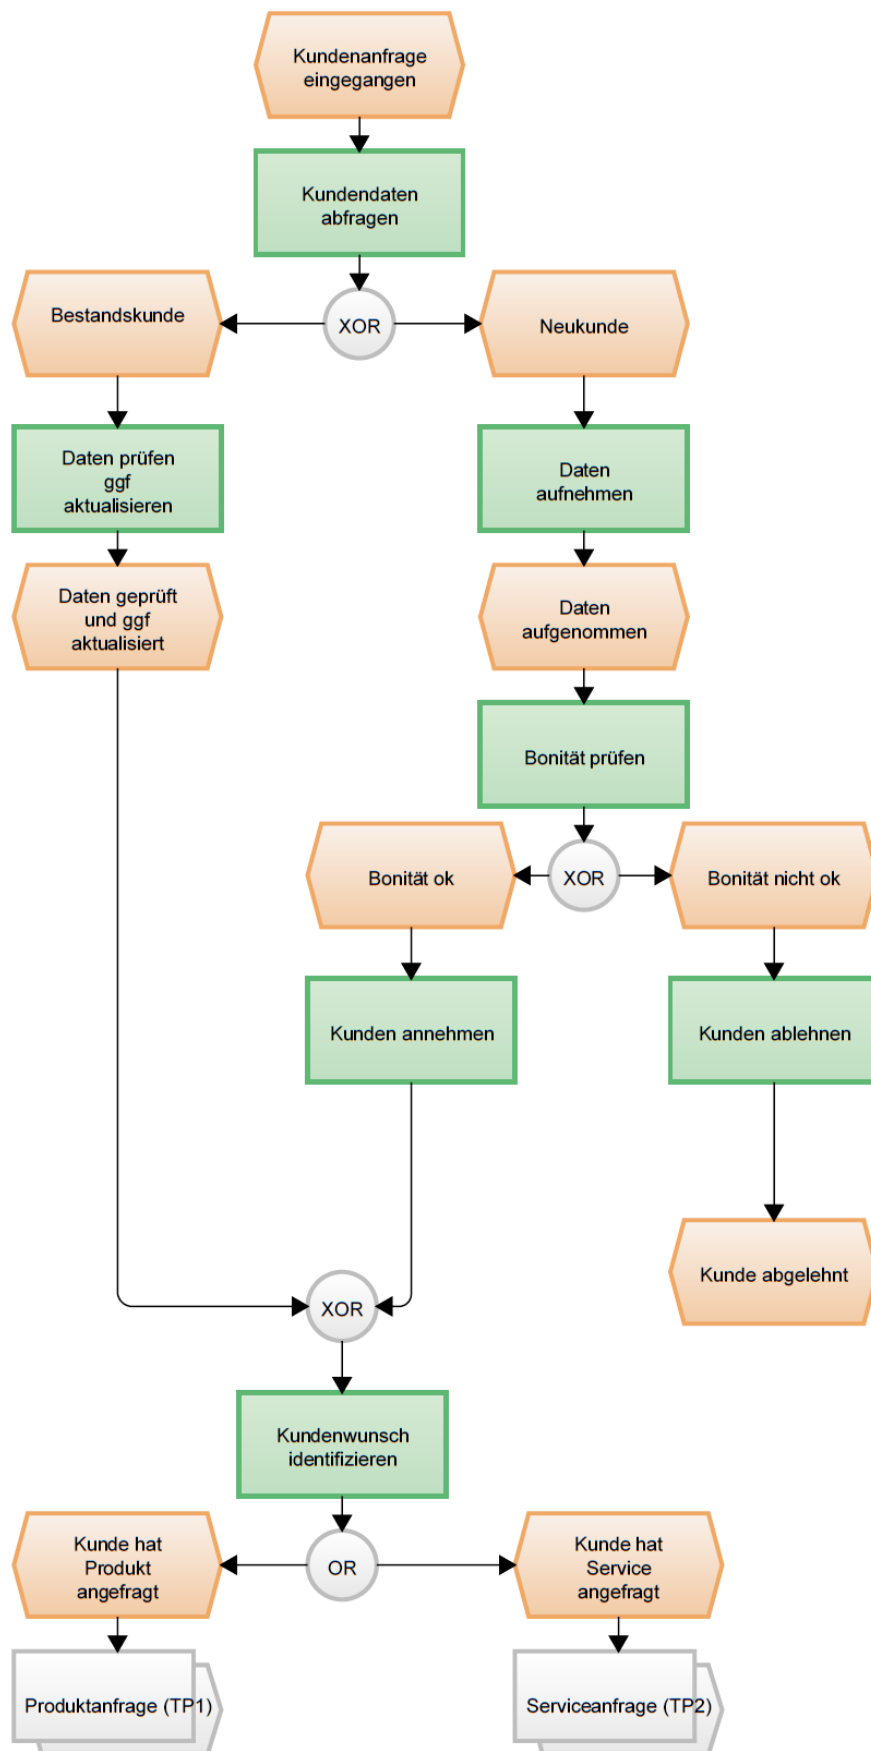 Kundenanfrage
eingegangen
Kundendaten
abfragen
Bestandskunde
XOR
Neukunde
Daten prüfen
ggf
aktualisieren
Daten
aufnehmen
Daten geprüft
und ggf
aktualisiert
Daten
aufgenommen
Bonität prüfen
Bonität ok
XOR
Bonität nicht ok
Kunden annehmen
Kunden ablehnen
Kunde abgelehnt
XOR
Kundenwunsch
identifizieren
Kunde hat
Produkt
angefragt
OR
Kunde hat
Service
angefragt
Produktanfrage (TP1)
Serviceanfrage (TP2)